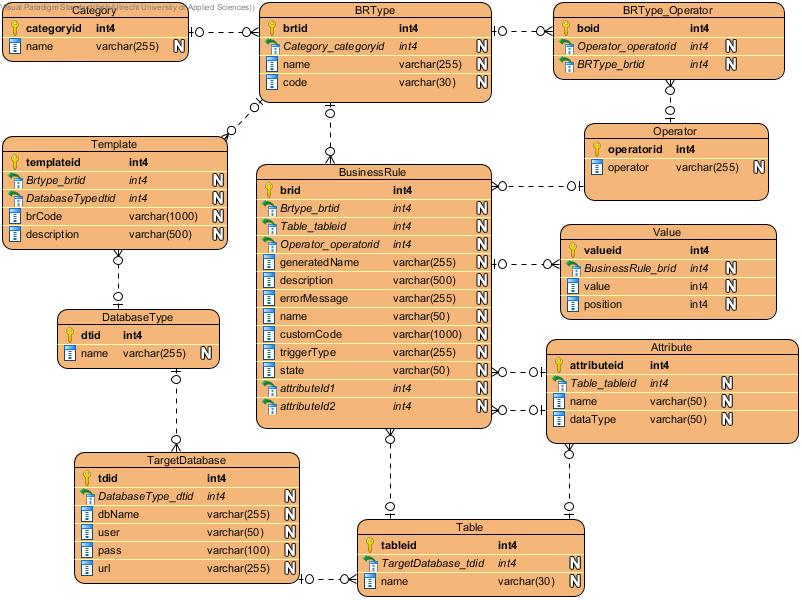 Visual Paradigm Standard (Utrecht University of Applied Sciences))
Category
categoryid int4
name varchar(255) N
BRType
brtid int4
Category_categoryid int4 N
name varchar(255) N
code varchar(30) N
BRType_Operator
boid int4
Operator_operatorid int4 N
BRType_brtid int4 N
Template
templateid int4
Brtype_brtid int4 N
DatabaseTypedtid int4 N
brCode varchar(1000) N
description varchar(500) N
Operator
operatorid int4
operator varchar(255) N
BusinessRule
brid int4
Brtype_brtid int4 N
Table_tableid int4 N
Operator_operatorid int4 N
generatedName varchar(255) N
description varchar(500) N
errorMessage varchar(255) N
name varchar(50) N
customCode varchar(1000) N
triggerType varchar(255) N
state varchar(50) N
attributeId1 int4 N
attributeId2 int4 N
Value
valueid int4
BusinessRule_brid int4 N
value int4 N
position int4 N
DatabaseType
dtid int4
name varchar(255) N
Attribute
attributeid int4
Table_tableid int4 N
name varchar(50) N
dataType varchar(50) N
TargetDatabase
tdid int4
DatabaseType_dtid int4 N
dbName varchar(255) N
user varchar(50) N
pass varchar(100) N
url varchar(255) N
Table
tableid int4
TargetDatabase_tdid int4 N
name varchar(30) N